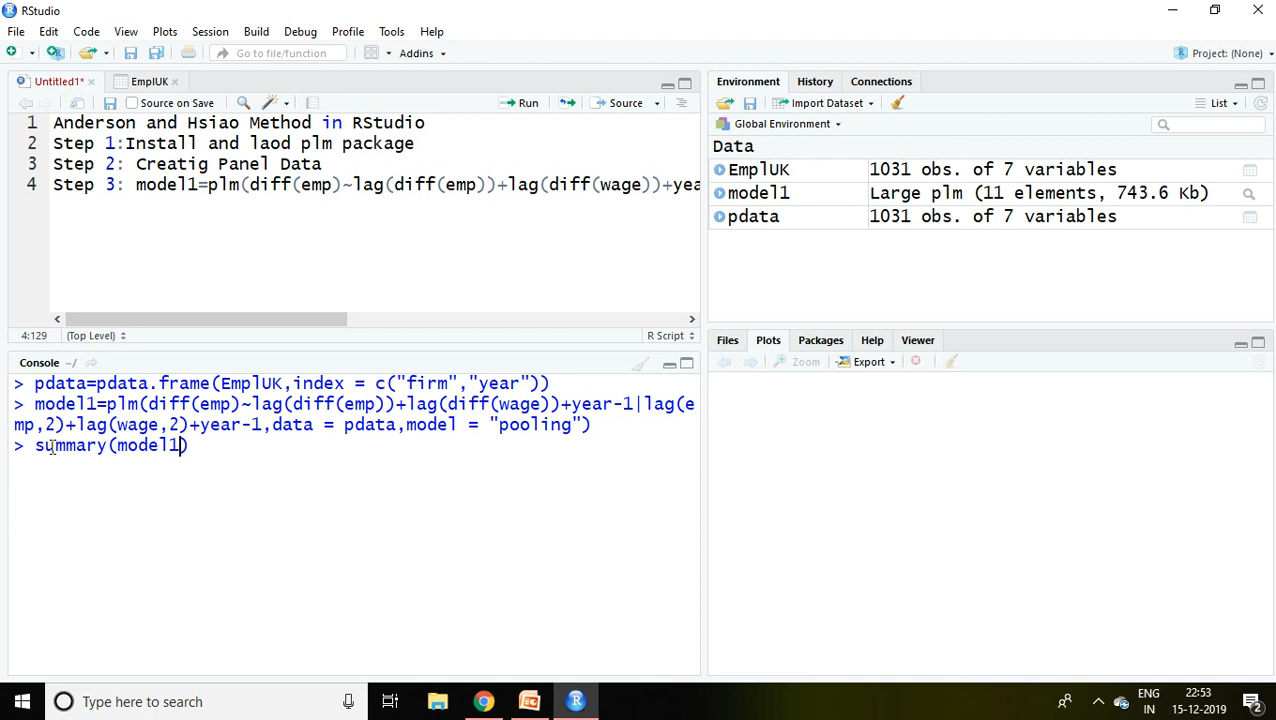 RStudio
File Edit Code View Plots Session Build Debug Profile Tools Help
Go to file/function Addins Project: (None)
Untitled1* EmplUK
Source on Save Run Source
1 Anderson and Hsiao Method in RStudio
2 Step 1:Install and laod plm package
3 Step 2: Creatig Panel Data
4 Step 3: model1=plm(diff(emp)~lag(diff(emp))+lag(diff(wage))+yea
4:129 (Top Level) R Script
Console ~/
> pdata=pdata.frame(EmplUK,index = c("firm","year"))
> model1=plm(diff(emp)~lag(diff(emp))+lag(diff(wage))+year-1|lag(e
mp,2)+lag(wage,2)+year-1,data = pdata,model = "pooling")
> summary(model1)
Environment History Connections
Import Dataset List
Global Environment
Data
EmplUK 1031 obs. of 7 variables
model1 Large plm (11 elements, 743.6 Kb)
pdata 1031 obs. of 7 variables
Files Plots Packages Help Viewer
Zoom Export
Type here to search
ENG
IN
22:53
15-12-2019
2